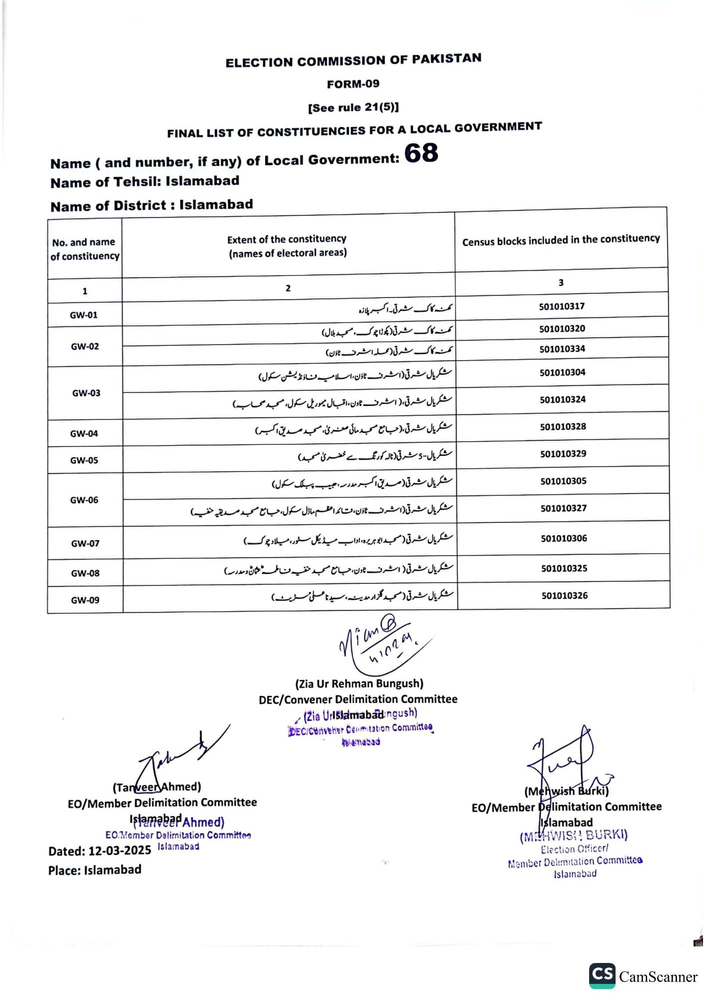 ELECTION COMMISSION OF PAKISTAN
FORM-09
[See rule 21(5)]
FINAL LIST OF CONSTITUENCIES FOR A LOCAL GOVERNMENT
Name ( and number, if any) of Local Government: 68
Name of Tehsil: Islamabad
Name of District : Islamabad
No. and name of constituency
Extent of the constituency (names of electoral areas)
Census blocks included in the constituency
1 2 3
GW-01 کھنہ کاک شرقی۔اکبر پلازہ 501010317
GW-02 کھنہ کاک شرقی(پکوڑا چوک، مسجد بلال) 501010320
کھنہ کاک شرقی(محلہ اشرف ٹاؤن) 501010334
GW-03 شکریال شرقی(اشرف ٹاؤن،اسلامیہ فاؤنڈیشن سکول) 501010304
شکریال شرقی،( اشرف ٹاون،اقبال میموریل سکول، مسجد صحابہ) 501010324
GW-04 شکریال شرقی،(جامع مسجد مائی مغریٰ، مسجد صدیق اکبر) 501010328
GW-05 شکریال-5 شرقی(نالہ کورنگ سے خضریٰ مسجد) 501010329
GW-06 شکریال شرقی(صدیق اکبر مدرسہ، حبیب پبلک سکول) 501010305
شکریال شرقی(اشرف ٹاؤن،قائد اعظم ماڈل سکول، جامع مسجد صدیقیہ حنفیہ) 501010327
GW-07 شکریال شرقی(مسجد ابو ہریرہ،اداب میڈیکل سٹور، میلاد چوک) 501010306
GW-08 شکریال شرقی( اشرف ٹاون، جامع مسجد حنفیہ فاطمہ عثمان و مدرسہ) 501010325
GW-09 شکریال شرقی(مسجد گلزار مدینہ، سیدنا علی سٹریٹ) 501010326
(Zia Ur Rehman Bungush)
DEC/Convener Delimitation Committee
Islamabad
(Zia Ur Rehman Bungush)
DEC/Convener Delimitation Committee
Islamabad
(Tanveer Ahmed)
EO/Member Delimitation Committee
Islamabad
(Tanveer Ahmed)
EO/Member Delimitation Committee
Islamabad
(Mehwish Burki)
EO/Member Delimitation Committee
Islamabad
(MEHWISH BURKI)
Election Officer/
Member Delimitation Committee
Islamabad
Dated: 12-03-2025
Place: Islamabad
CS CamScanner